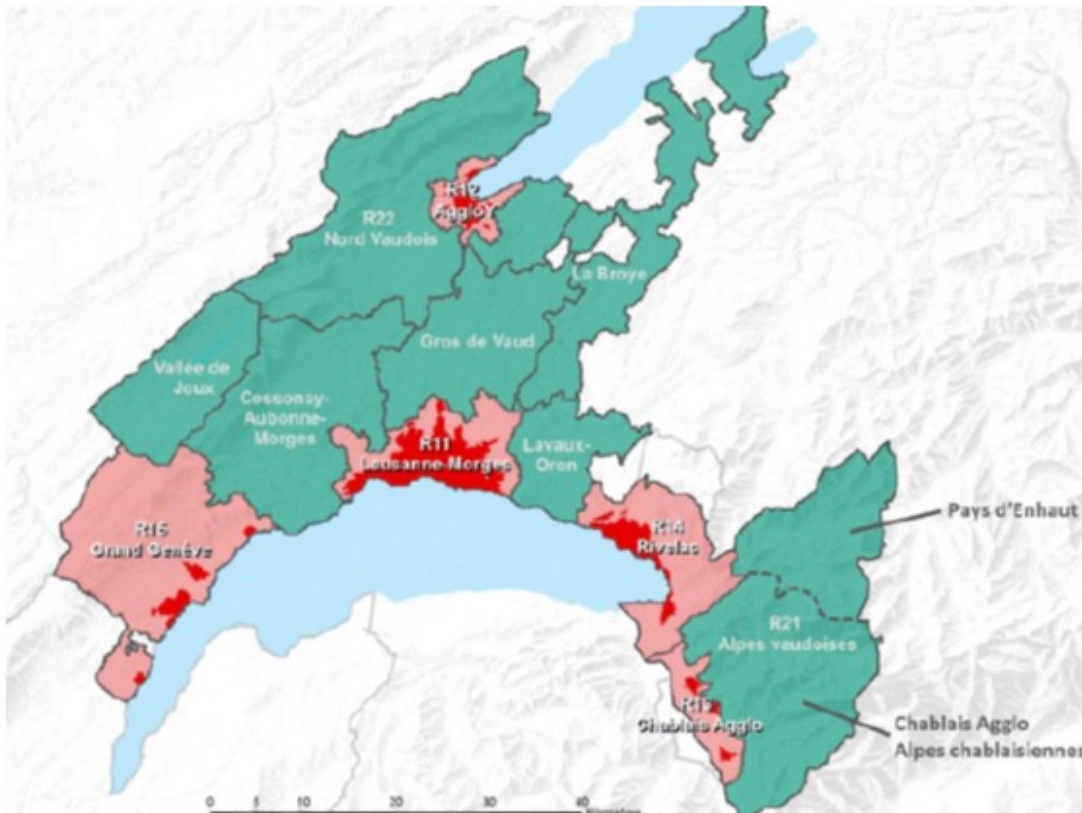 R12
AggloY
R22
Nord Vaudois
La Broye
Gros de Vaud
Vallée de
Joux
Cossonay-
Aubonne-
Morges
R11
Lausanne Morges
Lavaux-
Oron
Pays d'Enhaut
R15
Grand Genève
R14
Rivelac
R21
Alpes vaudoises
Chablais Agglo
Chablais Agglo
Alpes chablaisiennes
0 5 10 20 30 40
Kilomètres